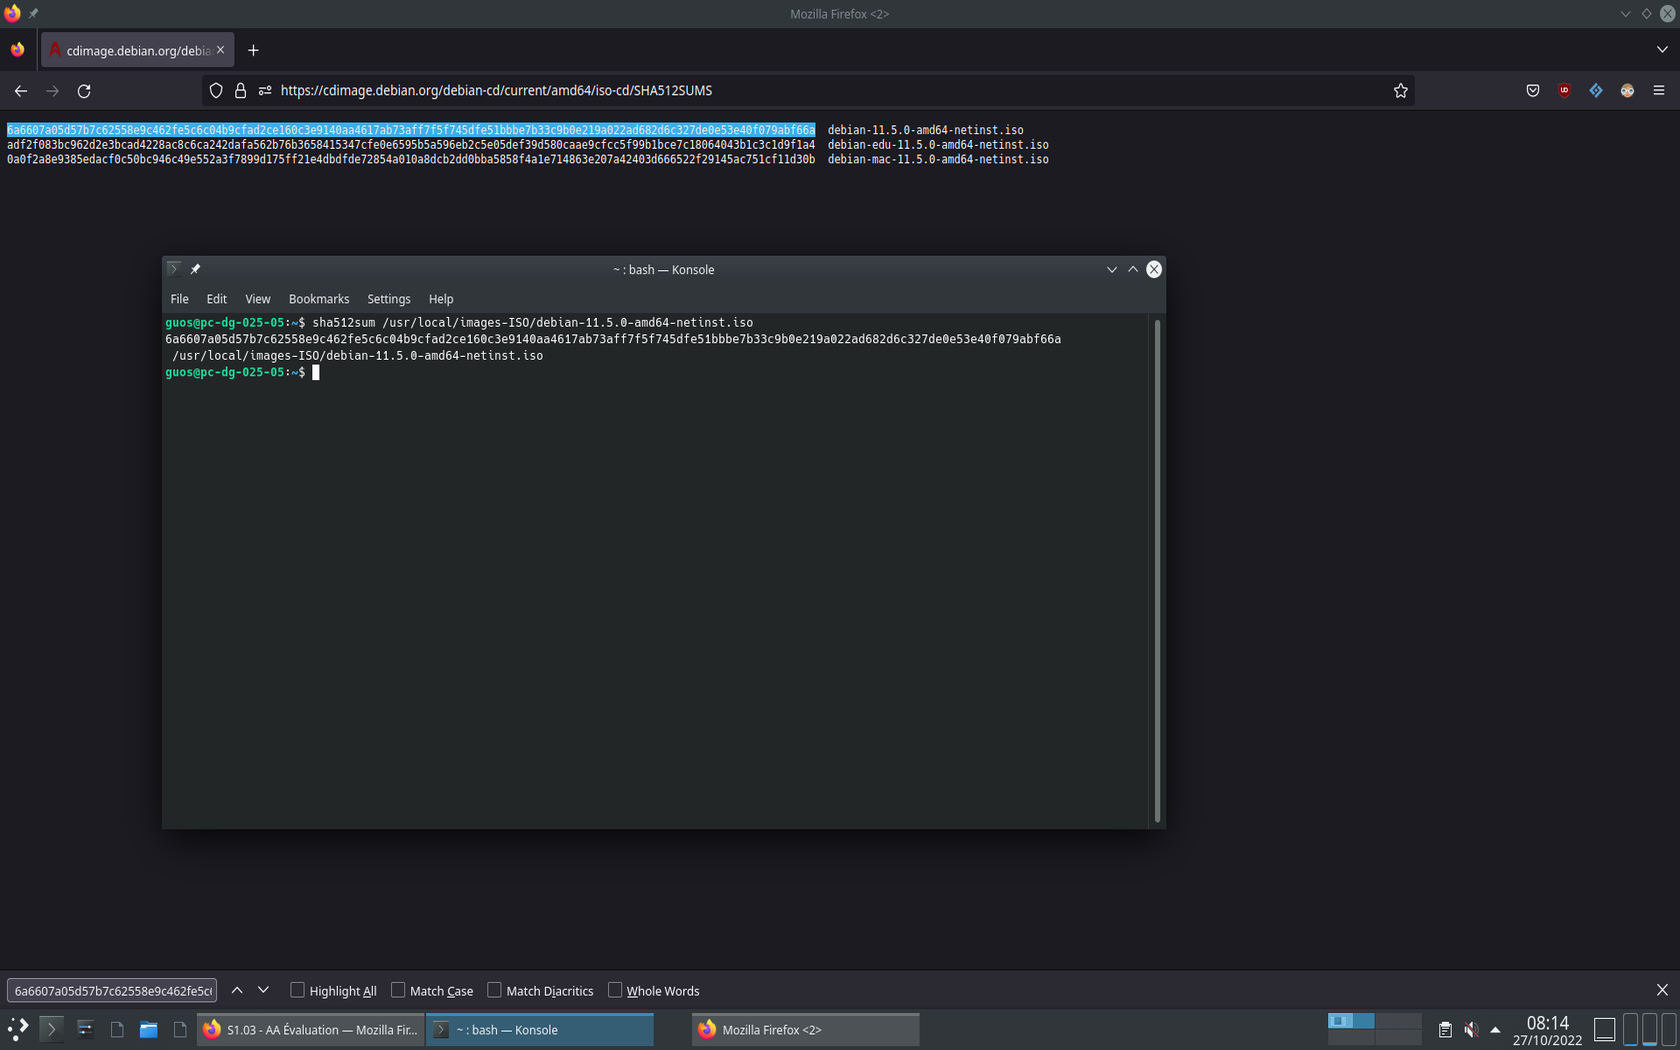 Mozilla Firefox <2>
cdimage.debian.org/debia
https://cdimage.debian.org/debian-cd/current/amd64/iso-cd/SHA512SUMS
6a6607a05d57b7c62558e9c462fe5c6c04b9cfad2ce160c3e9140aa4617ab73aff7f5f745dfe51bbbe7b33c9b0e219a022ad682d6c327de0e53e40f079abf66a debian-11.5.0-amd64-netinst.iso
adf2f083bc962d2e3bcad4228ac8c6ca242dafa562b76b3658415347cfe0e6595b5a596eb2c5e05def39d580caae9cfcc5f99b1bce7c18064043b1c3c1d9f1a4 debian-edu-11.5.0-amd64-netinst.iso
0a0f2a8e9385edacf0c50bc946c49e552a3f7899d175ff21e4dbdfde72854a010a8dcb2dd0bba5858f4a1e714863e207a42403d666522f29145ac751cf11d30b debian-mac-11.5.0-amd64-netinst.iso
~ : bash — Konsole
File Edit View Bookmarks Settings Help
guos@pc-dg-025-05:~$ sha512sum /usr/local/images-ISO/debian-11.5.0-amd64-netinst.iso
6a6607a05d57b7c62558e9c462fe5c6c04b9cfad2ce160c3e9140aa4617ab73aff7f5f745dfe51bbbe7b33c9b0e219a022ad682d6c327de0e53e40f079abf66a
/usr/local/images-ISO/debian-11.5.0-amd64-netinst.iso
guos@pc-dg-025-05:~$
6a6607a05d57b7c62558e9c462fe5c Highlight All Match Case Match Diacritics Whole Words
S1.03 - AA Évaluation — Mozilla Fir... ~ : bash — Konsole Mozilla Firefox <2> 08:14
27/10/2022